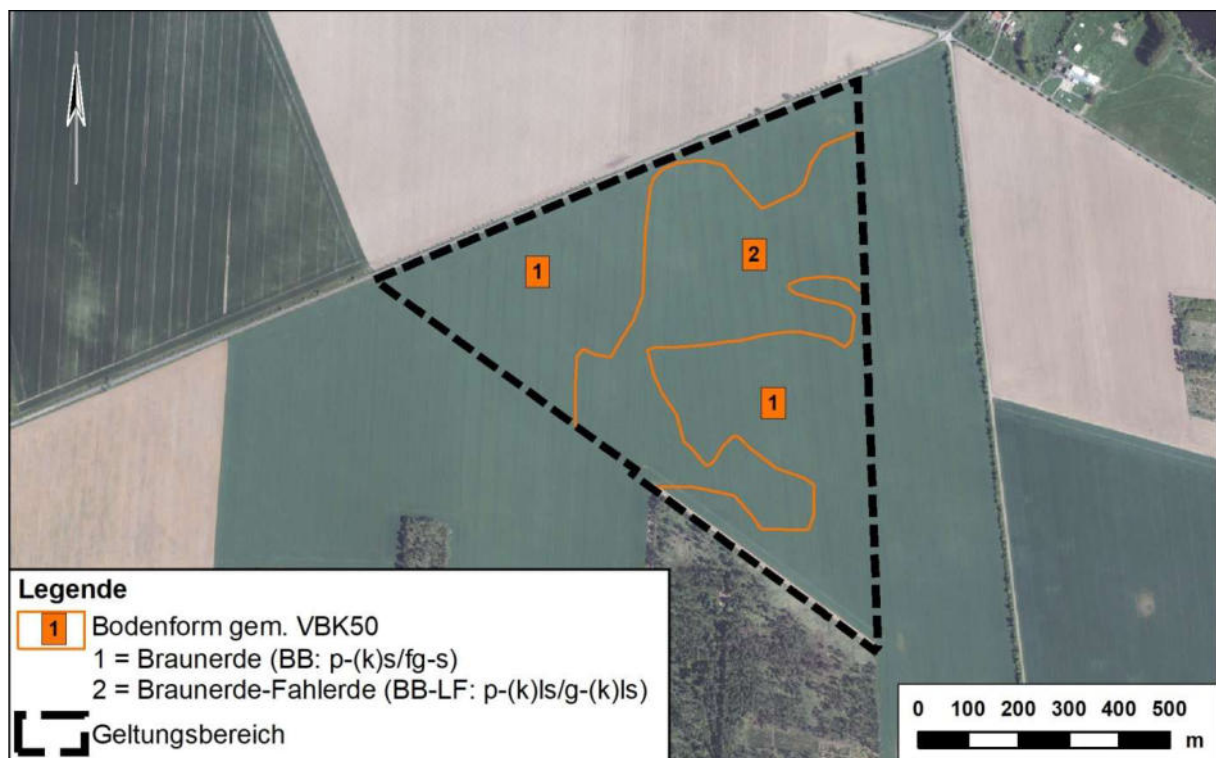 1
2
1
Legende
1 Bodenform gem. VBK50
1 = Braunerde (BB: p-(k)s/fg-s)
2 = Braunerde-Fahlerde (BB-LF: p-(k)ls/g-(k)ls)
Geltungsbereich
0 100 200 300 400 500
m